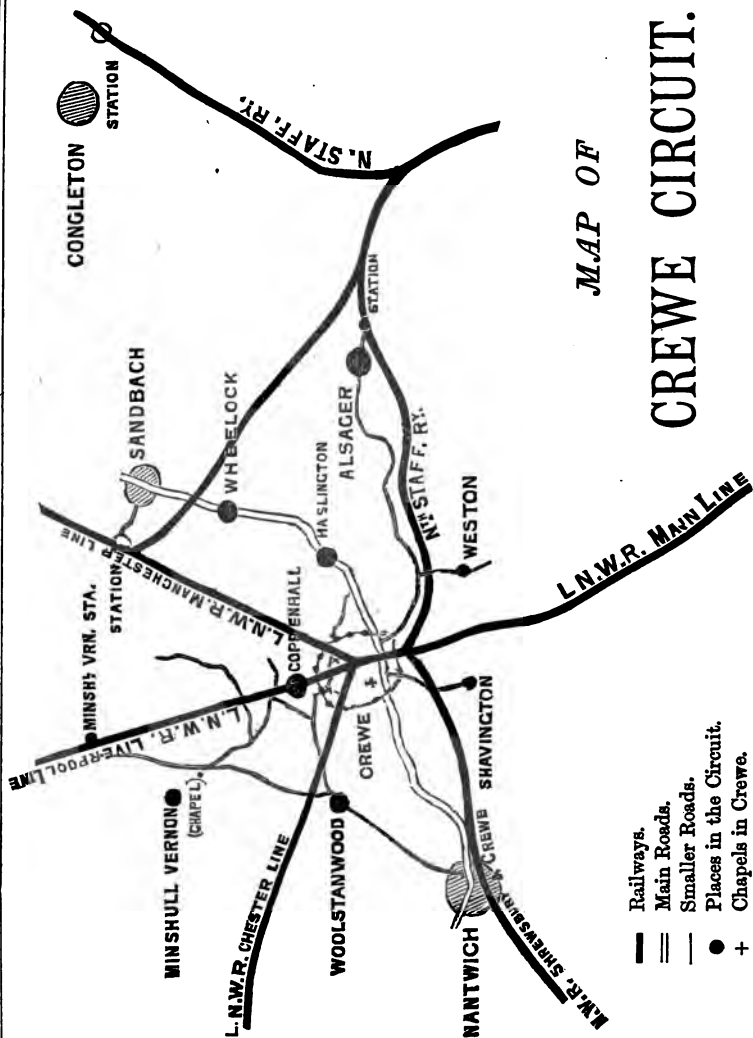 MAP OF
CREWE CIRCUIT.
CONGLETON
STATION
N. STAFF. RY.
SANDBACH
STATION
WHEELOCK
HASLINGTON
ALSAGER
STATION
NTH STAFF. RY.
WESTON
L.N.W.R. MANCHESTER LINE
MINSHL VRN. STA.
L.N.W.R. LIVERPOOL LINE
COPPENHALL
CREWE
MINSHULL VERNON
(CHAPEL).
WOOLSTANWOOD
L.N.W.R. CHESTER LINE
SHAVINGTON
L.N.W.R. MAIN LINE
NANTWICH
N.W.R. SHREWSBURY & CREWE
Railways.
Main Roads.
Smaller Roads.
Places in the Circuit.
+ Chapels in Crewe.